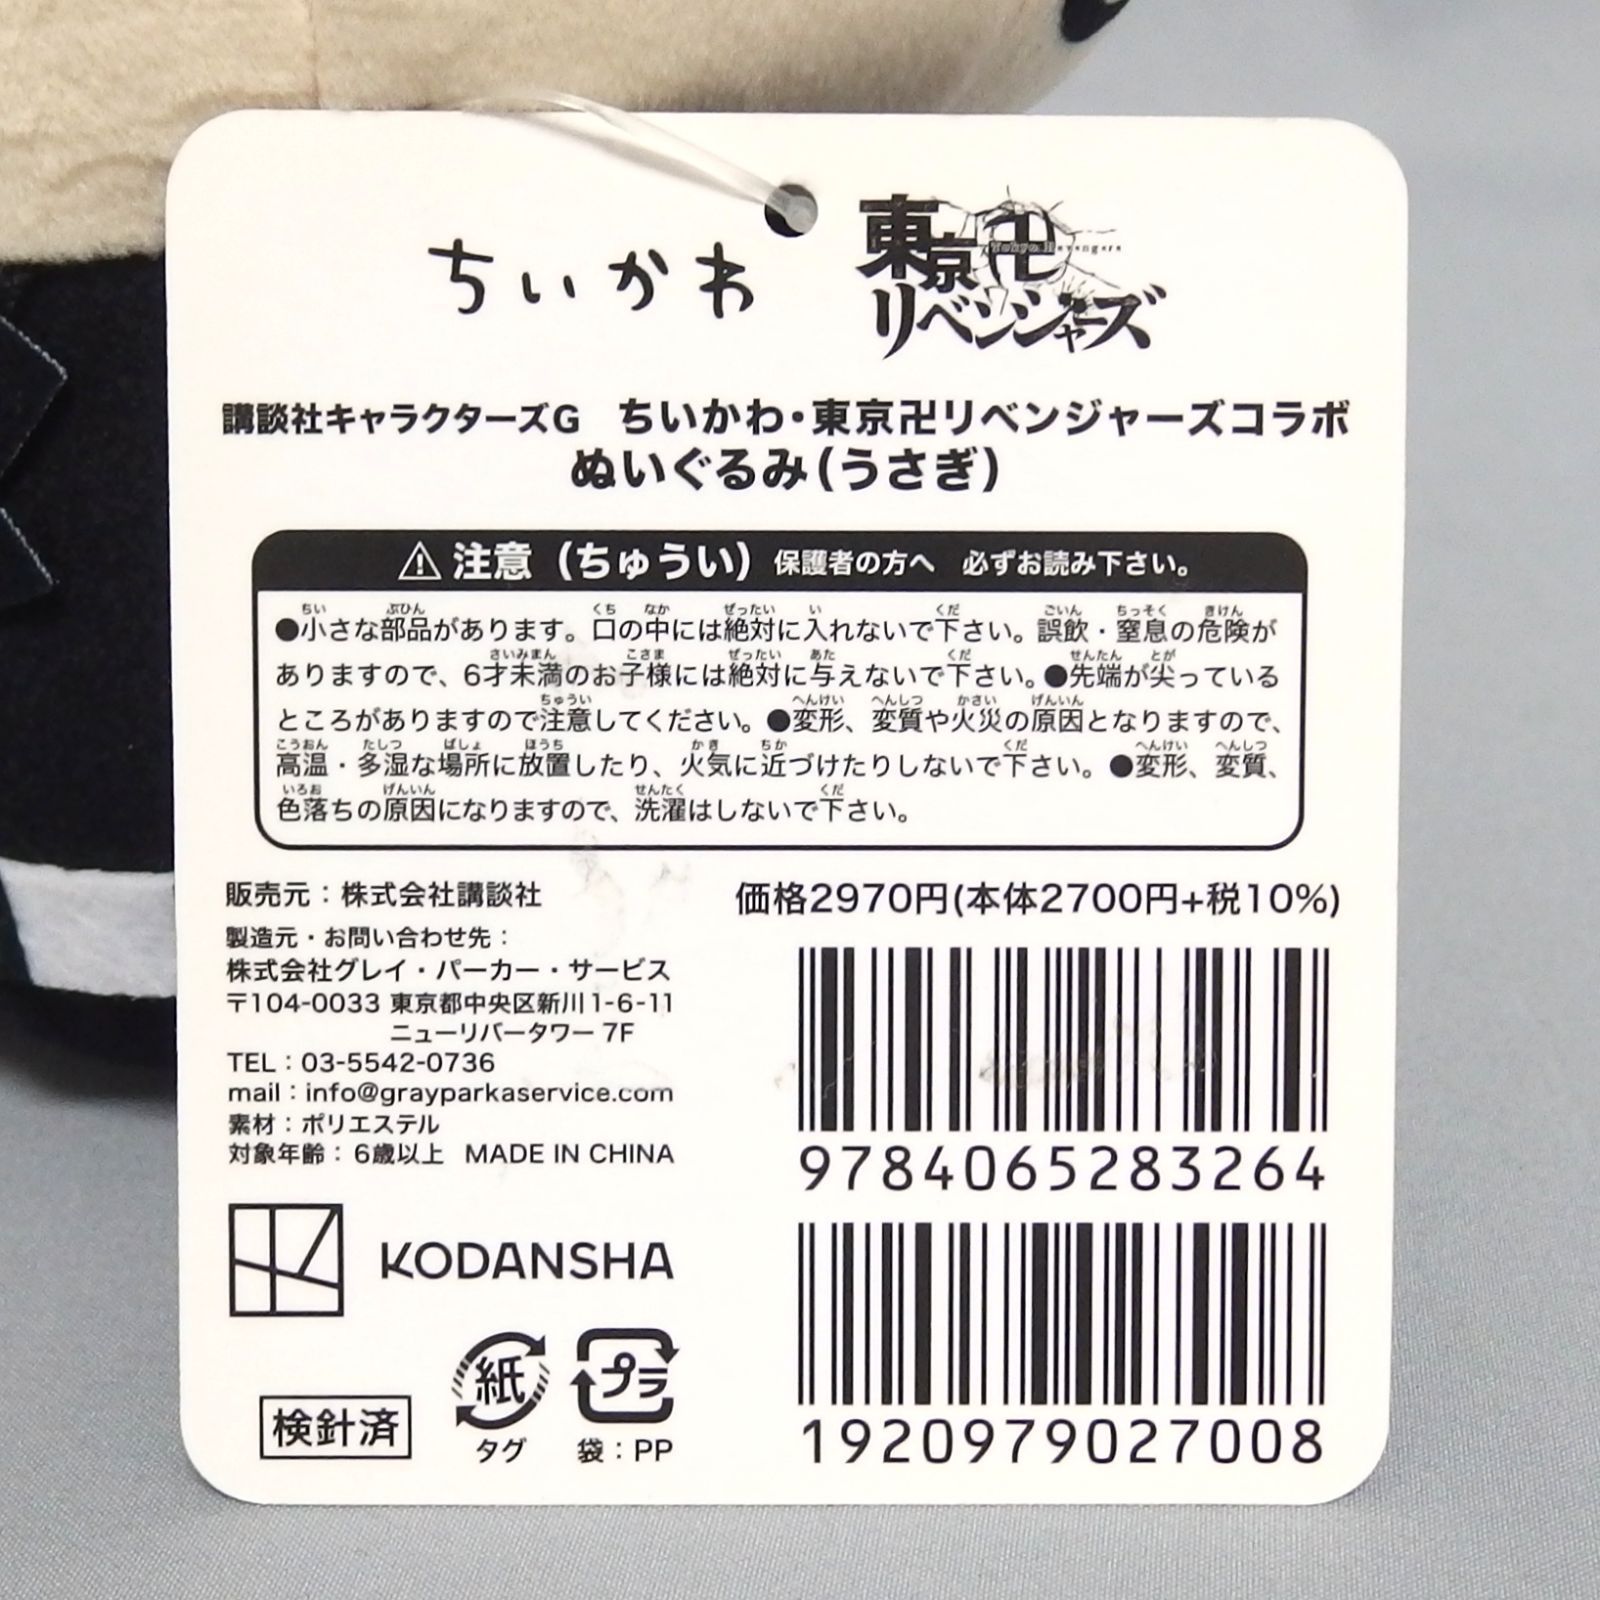 ちいかわ
東京卍
Tokyo Revengers
リベンジャーズ
講談社キャラクターズG ちいかわ・東京卍リベンジャーズコラボ
ぬいぐるみ(うさぎ)
注意(ちゅうい)保護者の方へ 必ずお読み下さい。
●小さな部品があります。口の中には絶対に入れないで下さい。誤飲・窒息の危険が
ありますので、6才未満のお子様には絶対に与えないで下さい。●先端が尖っている
ところがありますので注意してください。●変形、変質や火災の原因となりますので、
高温・多湿な場所に放置したり、火気に近づけたりしないで下さい。●変形、変質、
色落ちの原因になりますので、洗濯はしないで下さい。
販売元:株式会社講談社
製造元・お問い合わせ先:
株式会社グレイ・パーカー・サービス
〒104-0033 東京都中央区新川1-6-11
ニューリバータワー 7F
TEL:03-5542-0736
mail:info@grayparkaservice.com
素材:ポリエステル
対象年齢:6歳以上 MADE IN CHINA
価格2970円(本体2700円+税10%)
9784065283264
1920979027008
KODANSHA
紙
タグ
プラ
袋:PP
検針済